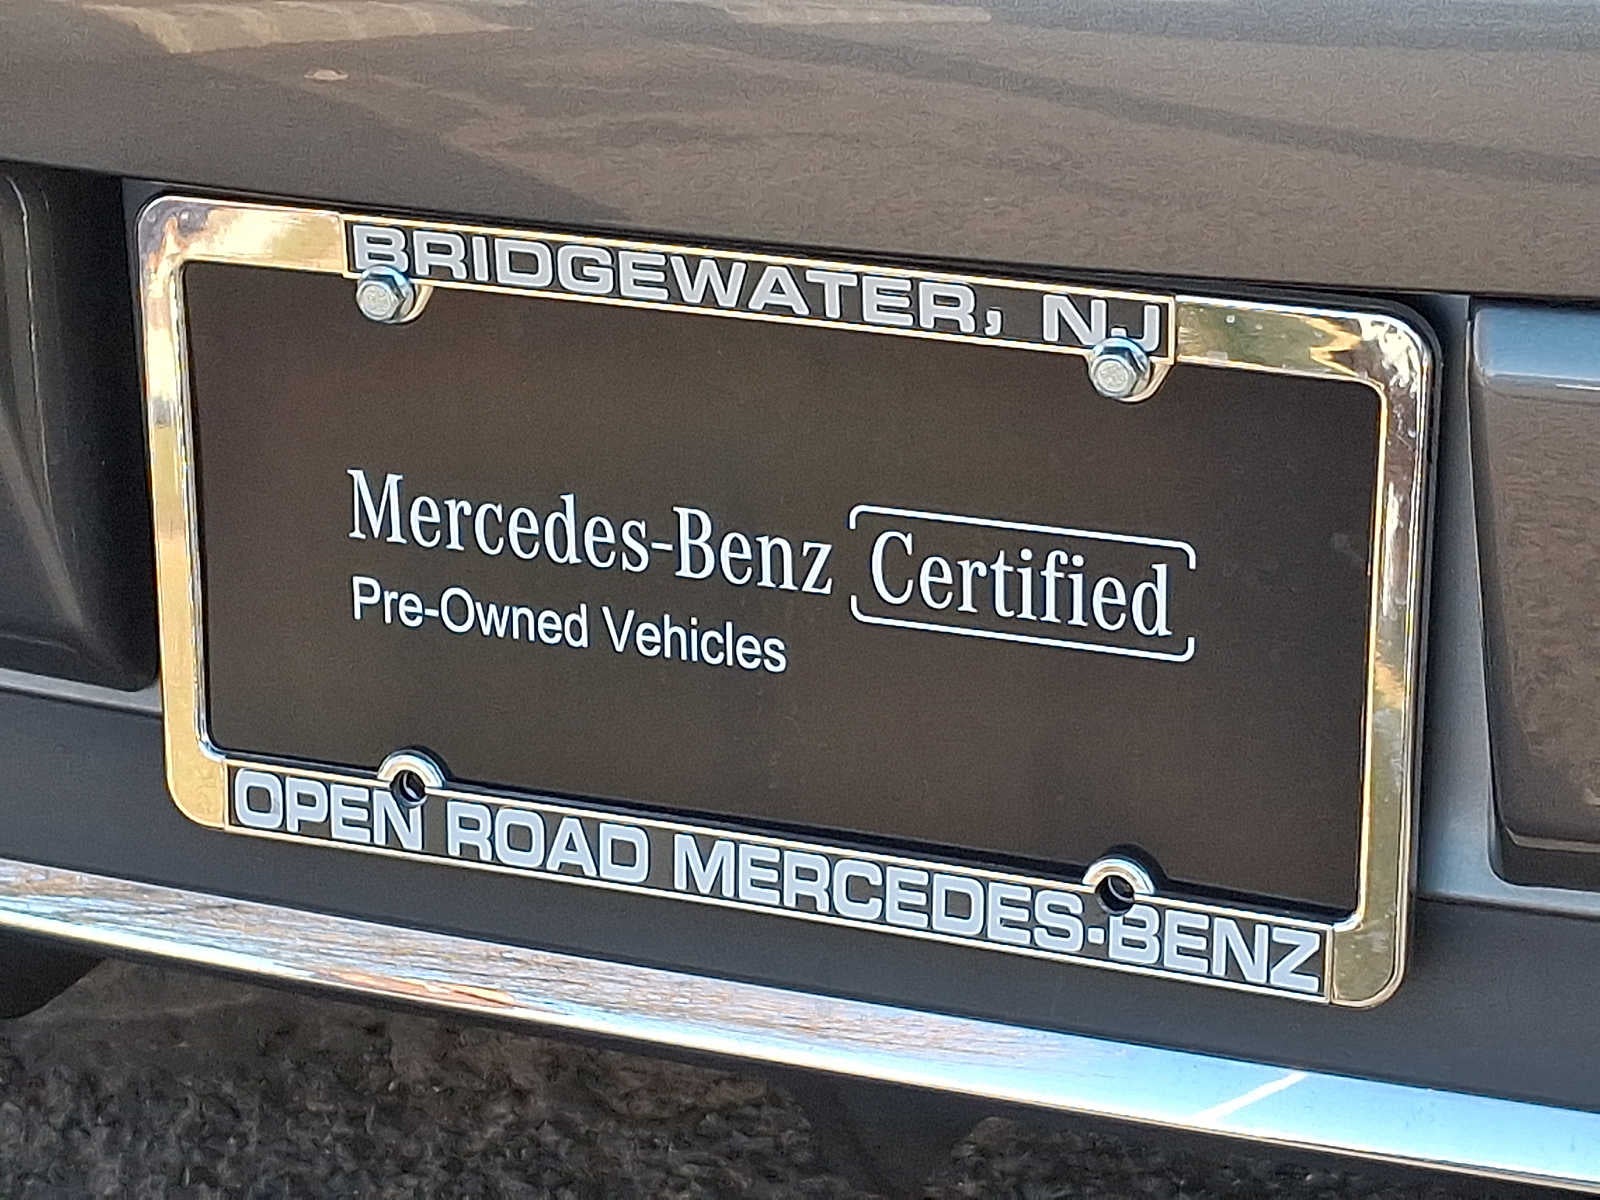 BRIDGEWATER, NJ
Mercedes-Benz Certified
Pre-Owned Vehicles
OPEN ROAD MERCEDES-BENZ